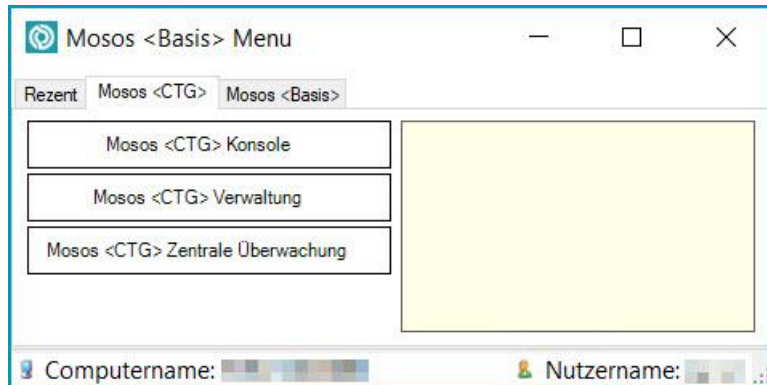 Mosos <Basis> Menu
Rezent Mosos <CTG> Mosos <Basis>
Mosos <CTG> Konsole
Mosos <CTG> Verwaltung
Mosos <CTG> Zentrale Überwachung
Computername: Nutzername: